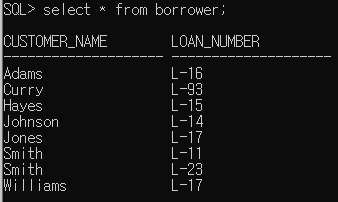 SQL> select * from borrower;
CUSTOMER_NAME LOAN_NUMBER
-------------------- --------------------
Adams L-16
Curry L-93
Hayes L-15
Johnson L-14
Jones L-17
Smith L-11
Smith L-23
Williams L-17